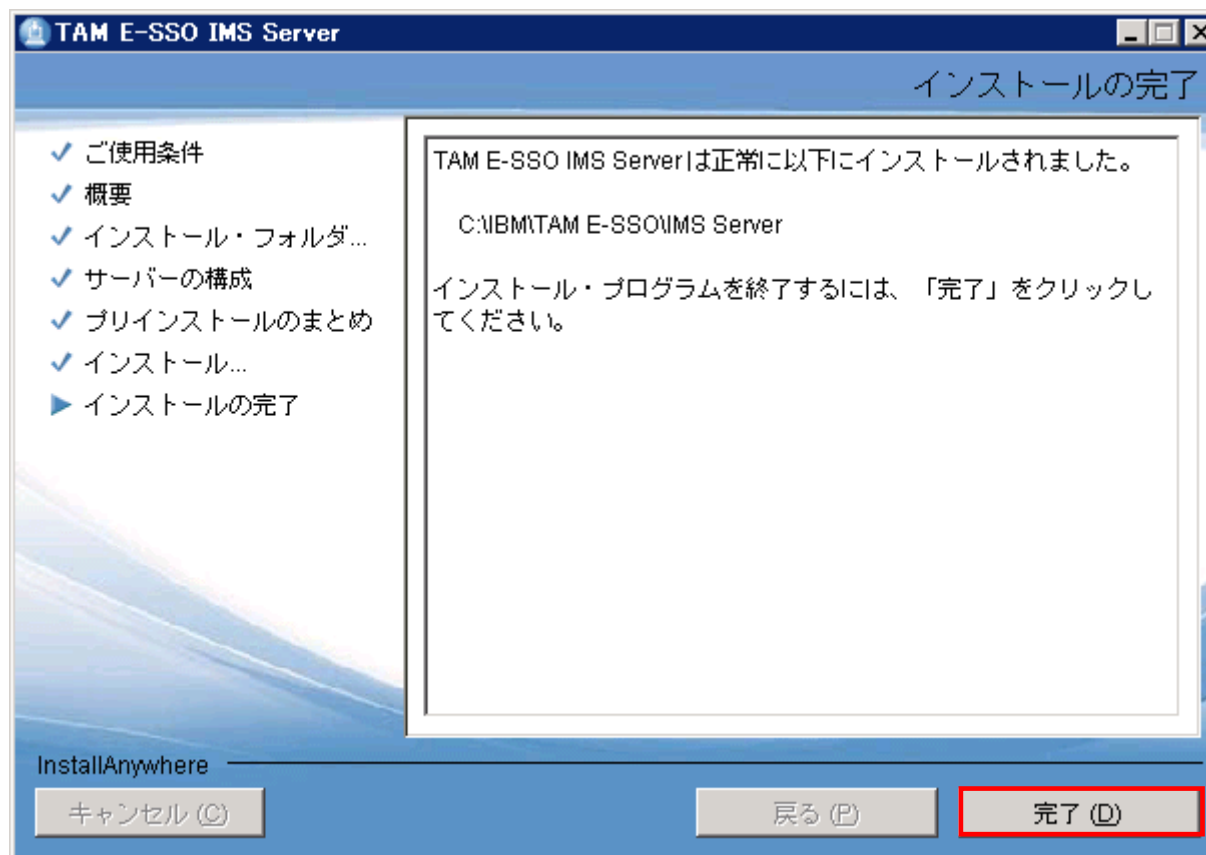 TAM E-SSO IMS Server
インストールの完了
ご使用条件
概要
インストール・フォルダ...
サーバーの構成
プリインストールのまとめ
インストール...
インストールの完了
TAM E-SSO IMS Serverは正常に以下にインストールされました。
C:\IBM\TAM E-SSO\IMS Server
インストール・プログラムを終了するには、「完了」をクリックし
てください。
InstallAnywhere
キャンセル (C)
戻る (P)
完了 (D)